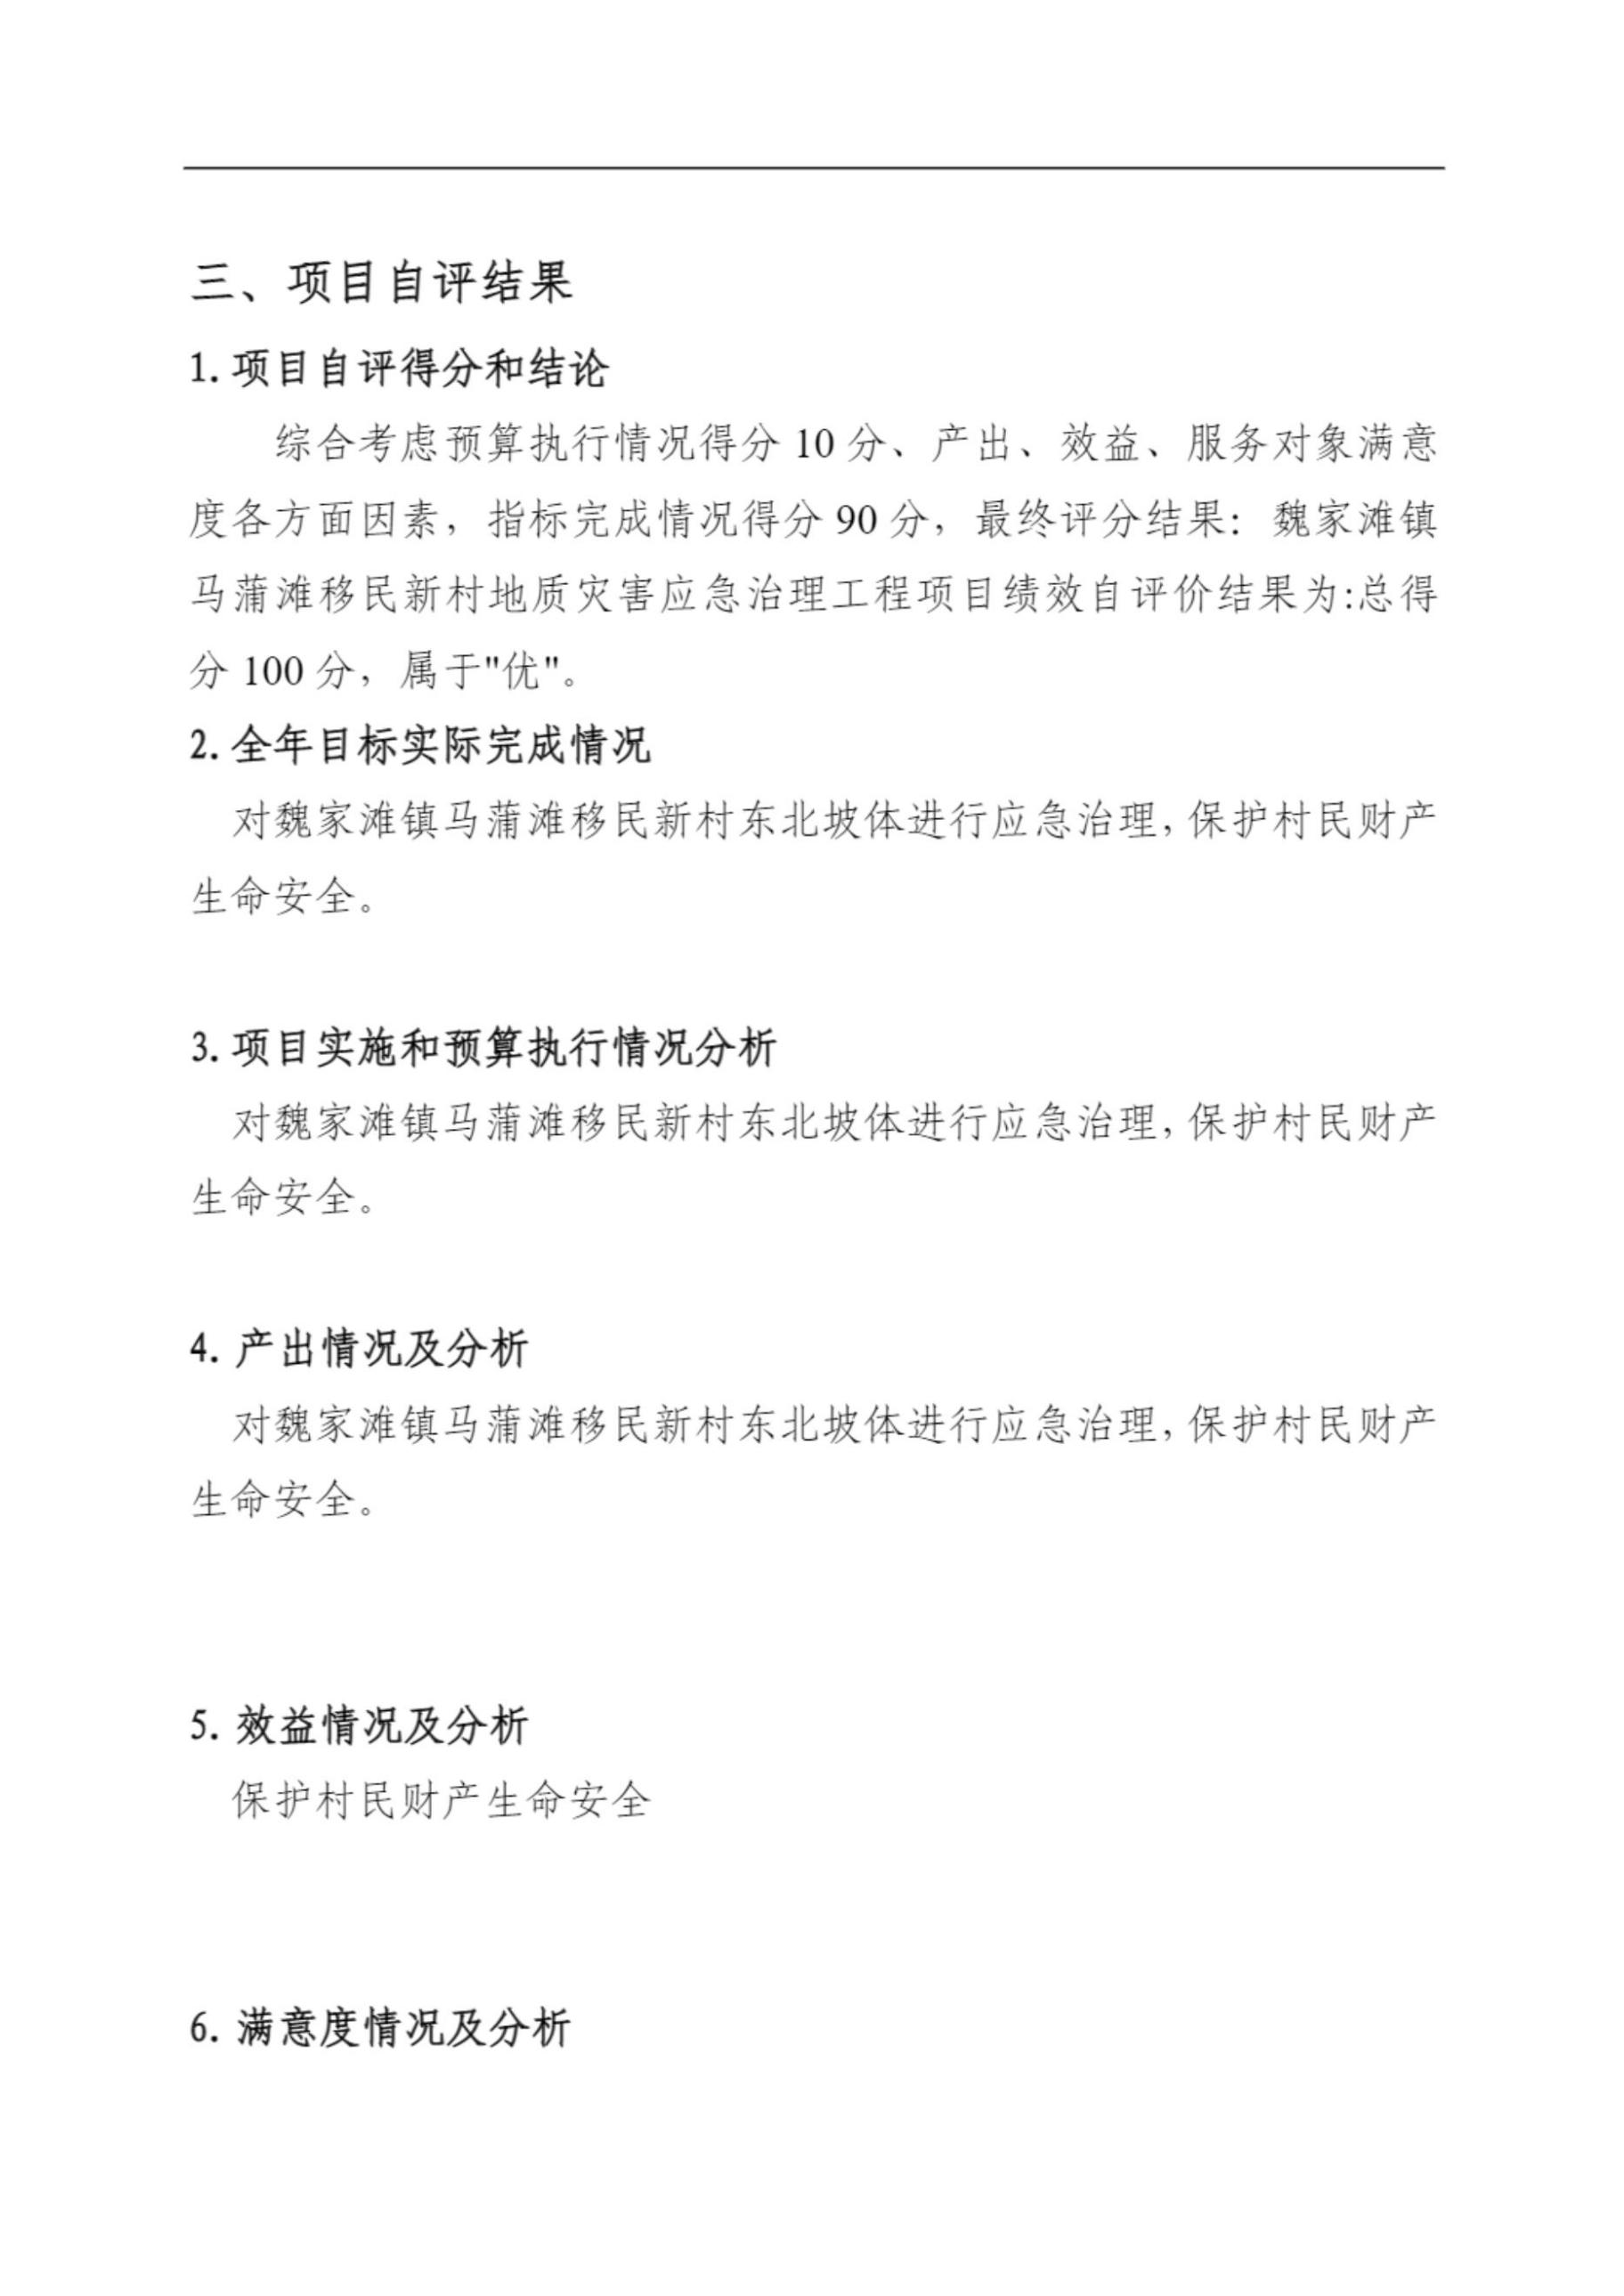 三、项目自评结果
1. 项目自评得分和结论
综合考虑预算执行情况得分 10 分、产出、效益、服务对象满意
度各方面因素，指标完成情况得分 90 分，最终评分结果：魏家滩镇
马蒲滩移民新村地质灾害应急治理工程项目绩效自评价结果为:总得
分 100 分，属于"优"。
2. 全年目标实际完成情况
对魏家滩镇马蒲滩移民新村东北坡体进行应急治理，保护村民财产
生命安全。
3. 项目实施和预算执行情况分析
对魏家滩镇马蒲滩移民新村东北坡体进行应急治理，保护村民财产
生命安全。
4. 产出情况及分析
对魏家滩镇马蒲滩移民新村东北坡体进行应急治理，保护村民财产
生命安全。
5. 效益情况及分析
保护村民财产生命安全
6. 满意度情况及分析